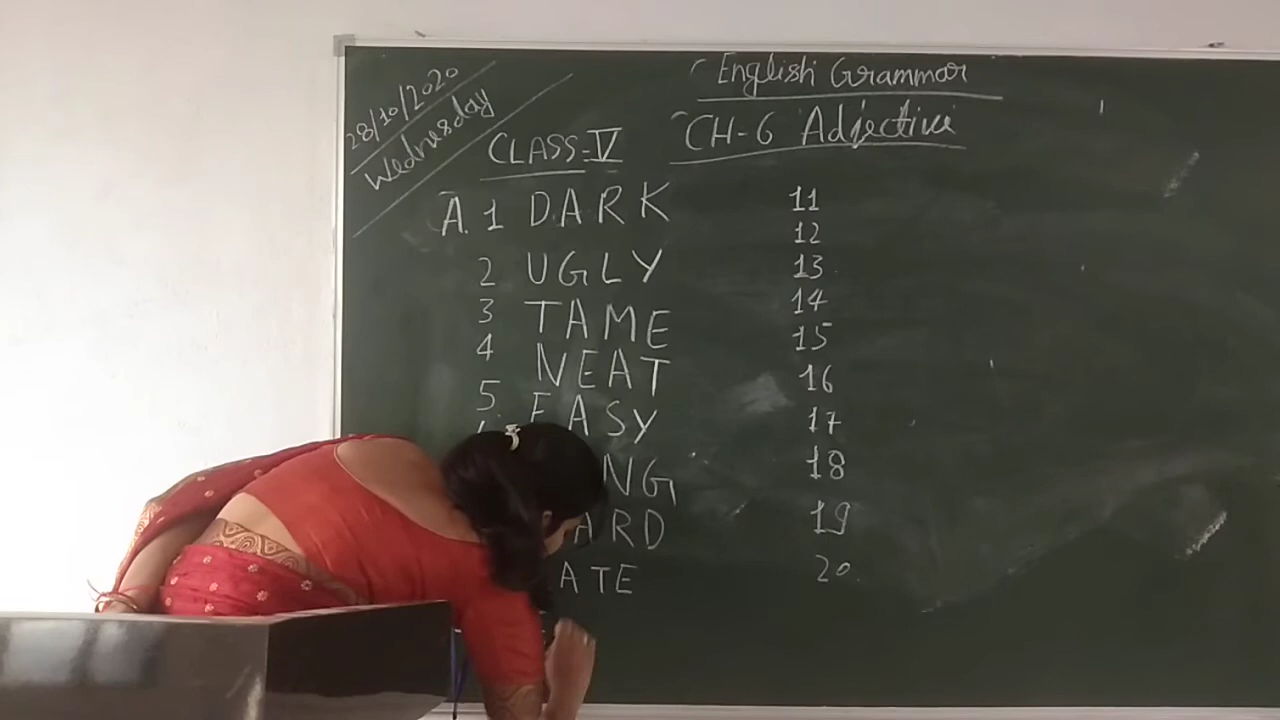 28/10/2020
Wednesday
English Grammar
CH-6 Adjective
CLASS-V
A. 1 DARK
2 UGLY
3 TAME
4 NEAT
5 EASY
NG
ARD
ATE
11
12
13
14
15
16
17
18
19
20